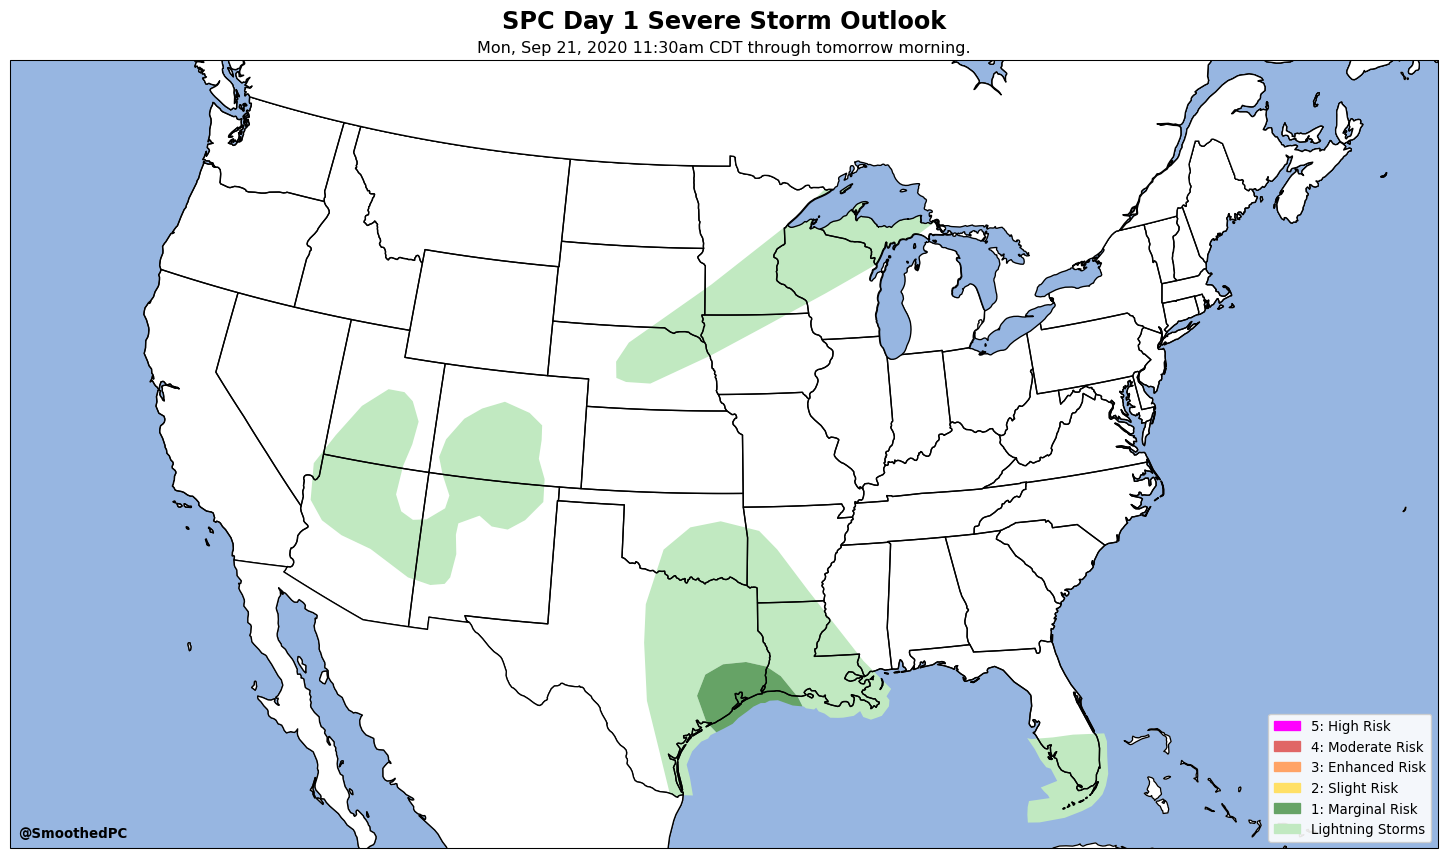 SPC Day 1 Severe Storm Outlook
Mon, Sep 21, 2020 11:30am CDT through tomorrow morning.
5: High Risk
4: Moderate Risk
3: Enhanced Risk
2: Slight Risk
1: Marginal Risk
Lightning Storms
@SmoothedPC